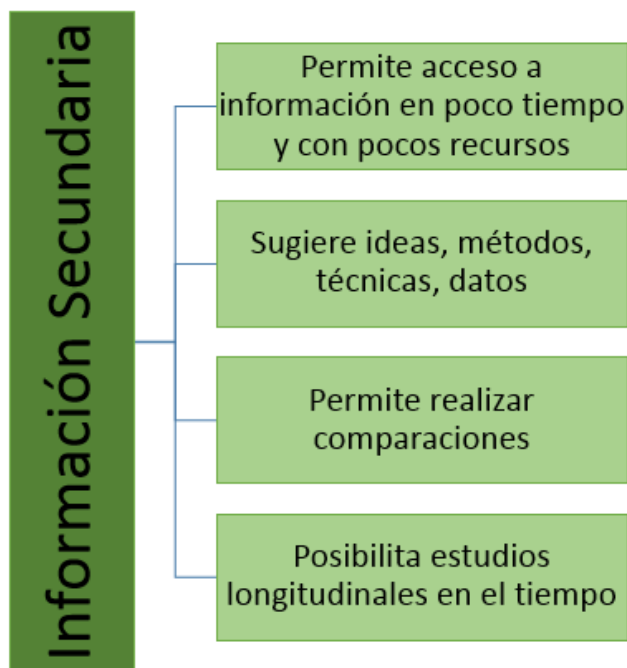 Información Secundaria
Permite acceso a
información en poco tiempo
y con pocos recursos
Sugiere ideas, métodos,
técnicas, datos
Permite realizar
comparaciones
Posibilita estudios
longitudinales en el tiempo